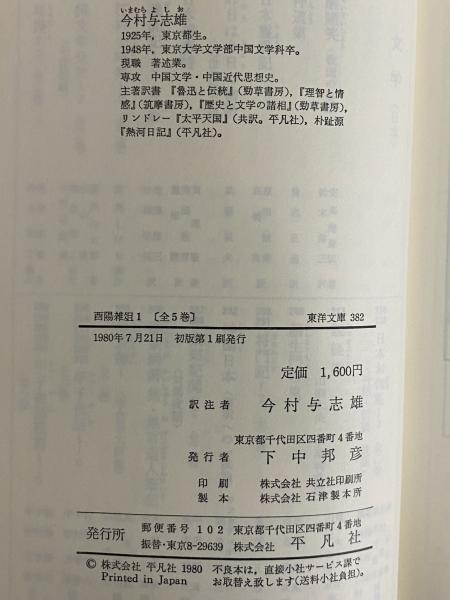 いまむら よしお
今村与志雄
1925年，東京都生。
1948年，東京大学文学部中国文学科卒。
現職　著述業。
専攻　中国文学・中国近代思想史。
主著訳書　『魯迅と伝統』(勁草書房)，『理智と情
感』(筑摩書房)，『歴史と文学の諸相』(勁草書房)，
リンドレー『太平天国』(共訳。平凡社)，朴趾源
『熱河日記』(平凡社)。
酉陽雑俎 1 〔全5巻〕　東洋文庫 382
1980年7月21日　初版第1刷発行
定価　1,600円
訳注者　今村与志雄
東京都千代田区四番町4番地
発行者　下中邦彦
印刷　株式会社 共立社印刷所
製本　株式会社 石津製本所
発行所　郵便番号 102　東京都千代田区四番町4番地
振替・東京8-29639　株式会社　平凡社
© 株式会社 平凡社 1980　不良本は，直接小社サービス課で
Printed in Japan　お取替え致します(送料小社負担)。